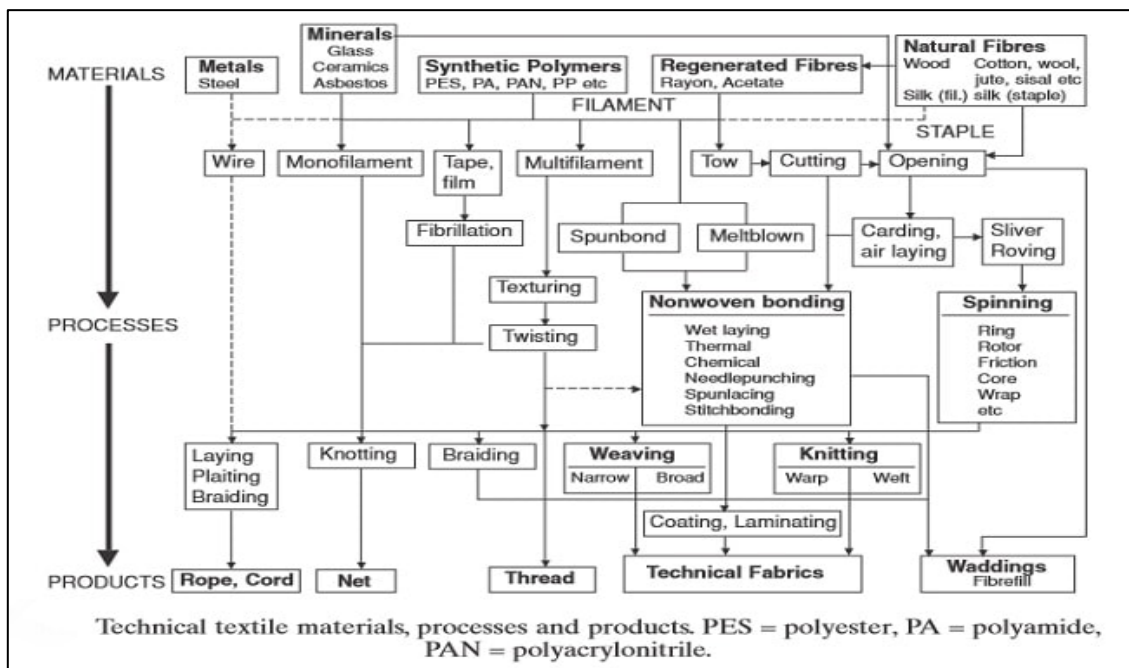 MATERIALS
Metals
Steel
Minerals
Glass
Ceramics
Asbestos
Synthetic Polymers
PES, PA, PAN, PP etc
Regenerated Fibres
Rayon, Acetate
Natural Fibres
Wood Cotton, wool,
jute, sisal etc
Silk (fil.) silk (staple)
FILAMENT
STAPLE
Wire
Monofilament
Tape,
film
Multifilament
Tow
Cutting
Opening
Fibrillation
Spunbond
Meltblown
Carding,
air laying
Sliver
Roving
PROCESSES
Texturing
Twisting
Nonwoven bonding
Wet laying
Thermal
Chemical
Needlepunching
Spunlacing
Stitchbonding
Spinning
Ring
Rotor
Friction
Core
Wrap
etc
Laying
Plaiting
Braiding
Knotting
Braiding
Weaving
Narrow Broad
Knitting
Warp Weft
Coating, Laminating
PRODUCTS
Rope, Cord
Net
Thread
Technical Fabrics
Waddings
Fibrefill
Technical textile materials, processes and products. PES = polyester, PA = polyamide,
PAN = polyacrylonitrile.